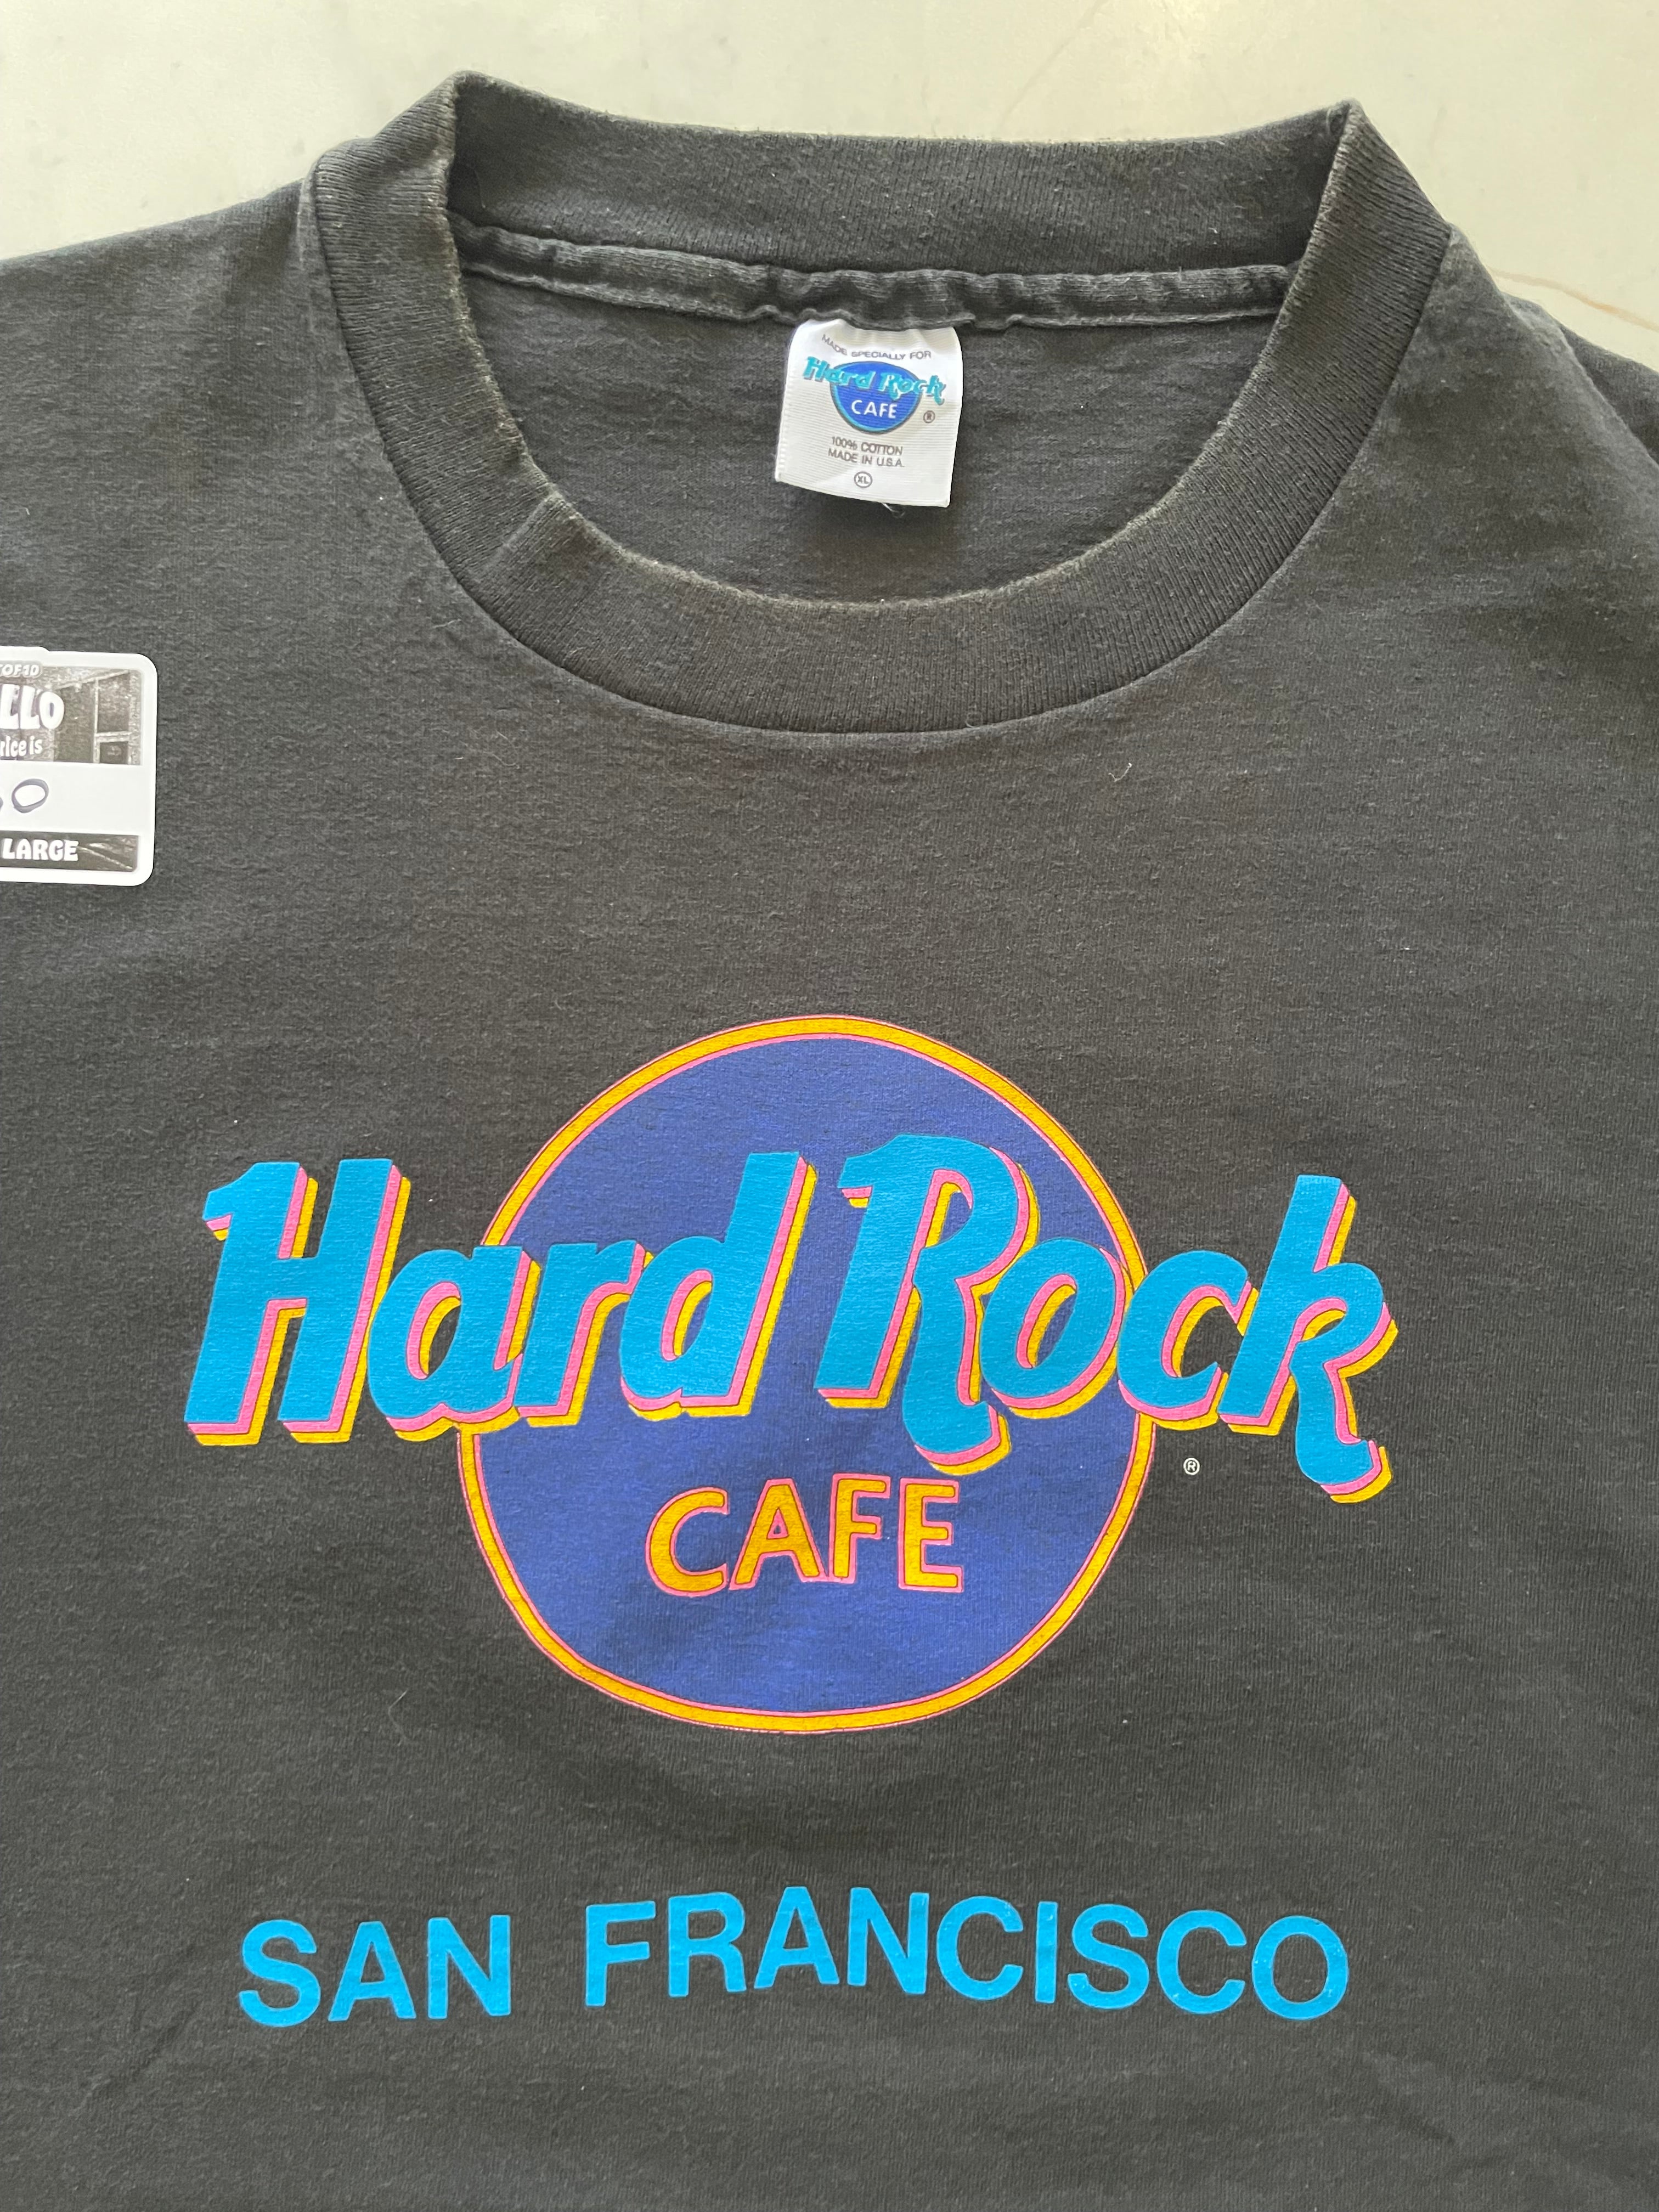 MADE SPECIALLY FOR
Hard Rock
CAFE
®
100% COTTON
MADE IN U.S.A.
XL
LARGE
Hard Rock
CAFE
®
SAN FRANCISCO